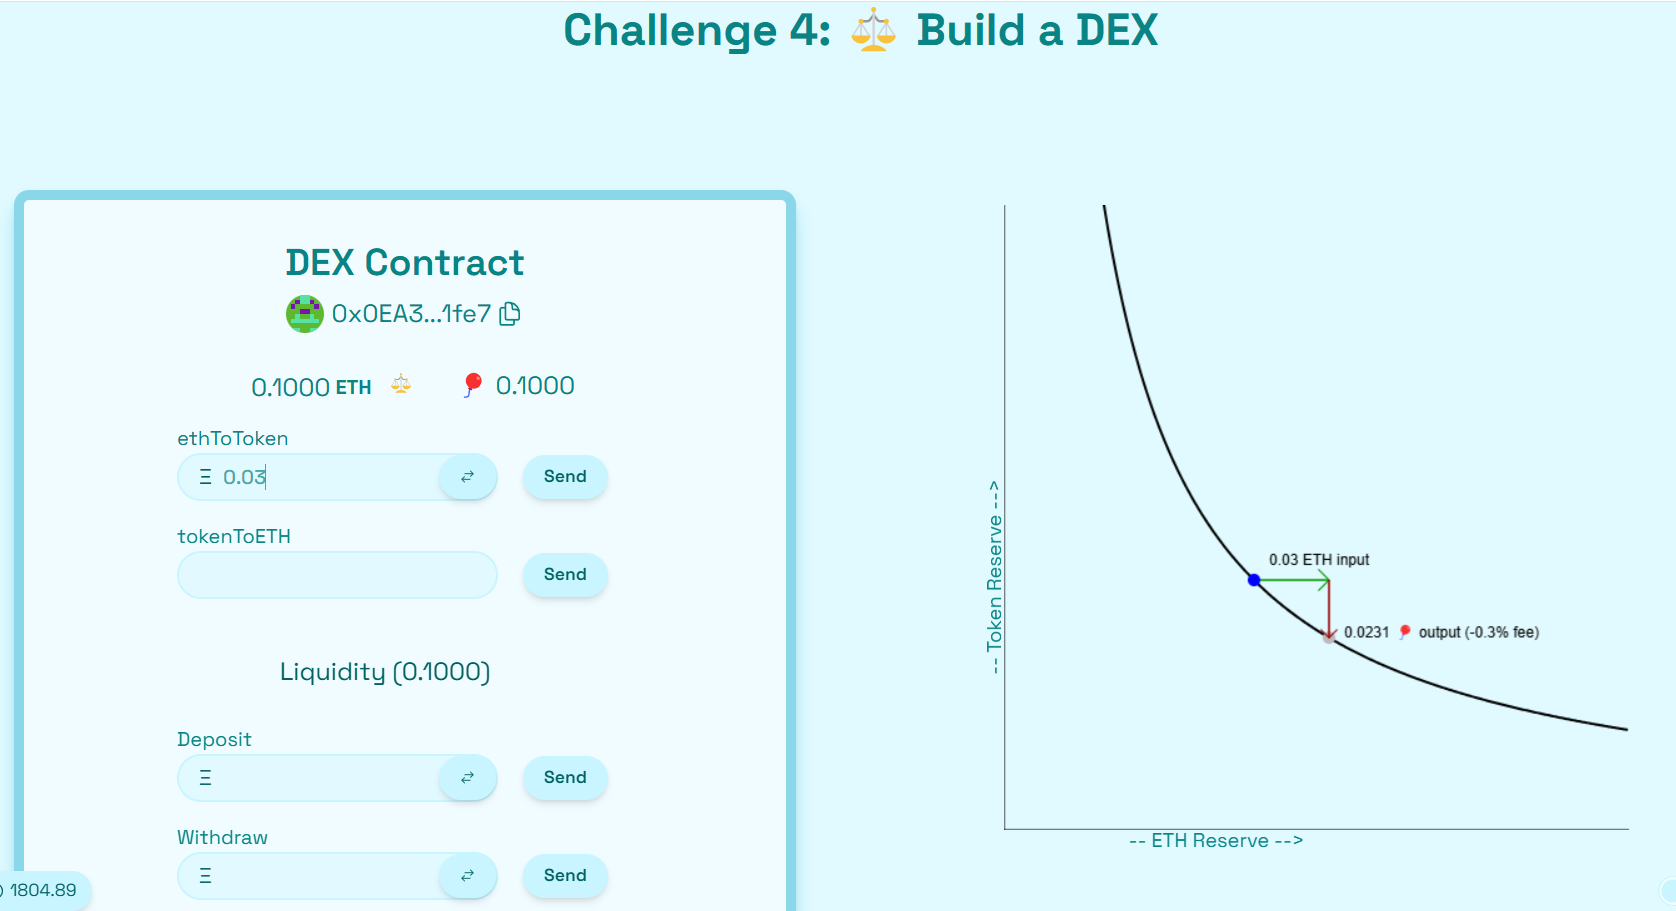 Challenge 4: ⚖️ Build a DEX
DEX Contract
0x0EA3...1fe7
0.1000 ETH ⚖️ 🎈 0.1000
ethToToken
Ξ 0.03
Send
tokenToETH
Send
Liquidity (0.1000)
Deposit
Ξ
Send
Withdraw
Ξ
Send
1804.89
-- Token Reserve -->
0.03 ETH input
0.0231 🎈 output (-0.3% fee)
-- ETH Reserve -->